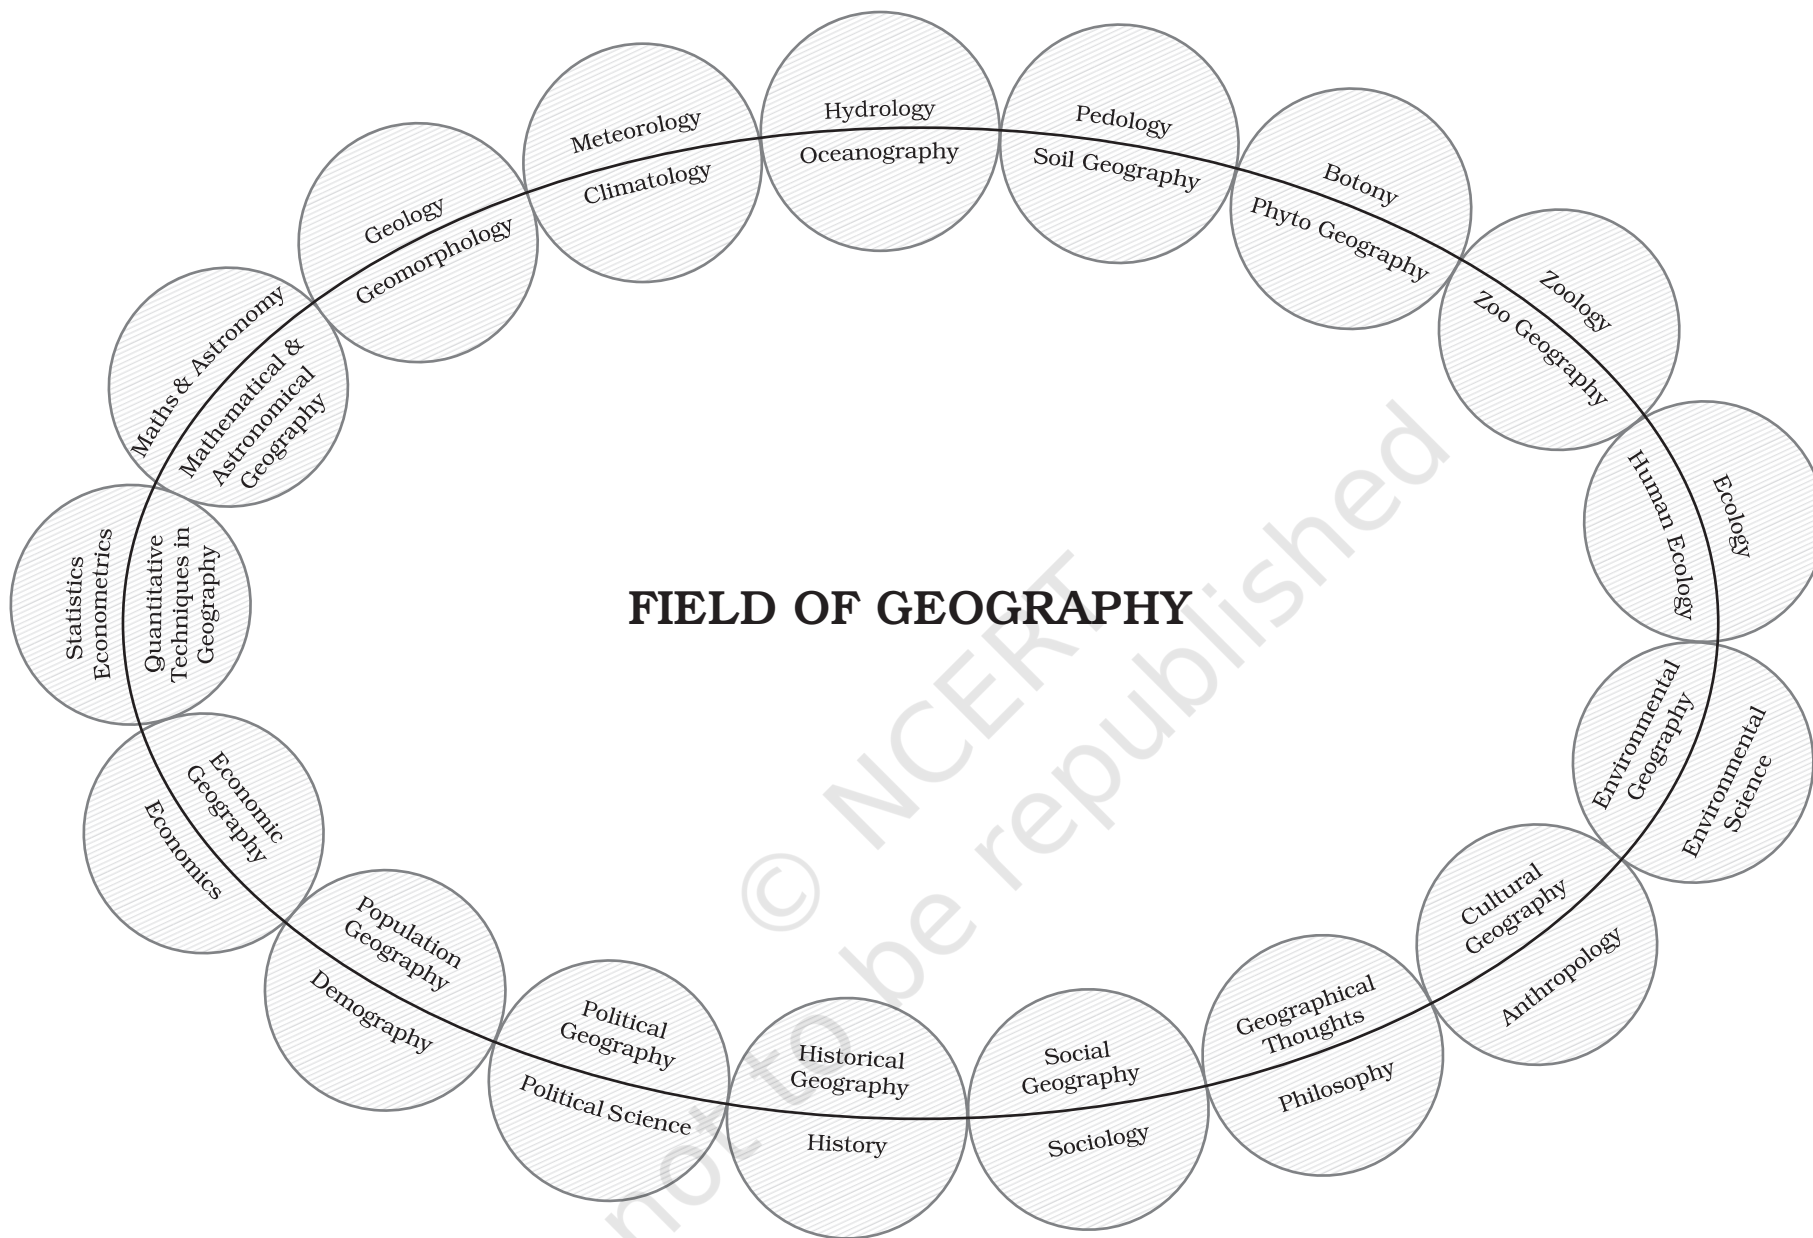 Hydrology
Oceanography
Pedology
Soil Geography
Botony
Phyto Geography
Zoology
Zoo Geography
Ecology
Human Ecology
Environmental
Geography
Environmental
Science
Cultural
Geography
Anthropology
Geographical
Thoughts
Philosophy
Social
Geography
Sociology
Historical
Geography
History
Political
Geography
Political Science
Population
Geography
Demography
Economic
Geography
Economics
Statistics
Econometrics
Quantitative
Techniques in
Geography
Maths & Astronomy
Mathematical &
Astronomical
Geography
Geology
Geomorphology
Meteorology
Climatology
FIELD OF GEOGRAPHY
© NCERT
not to be republished